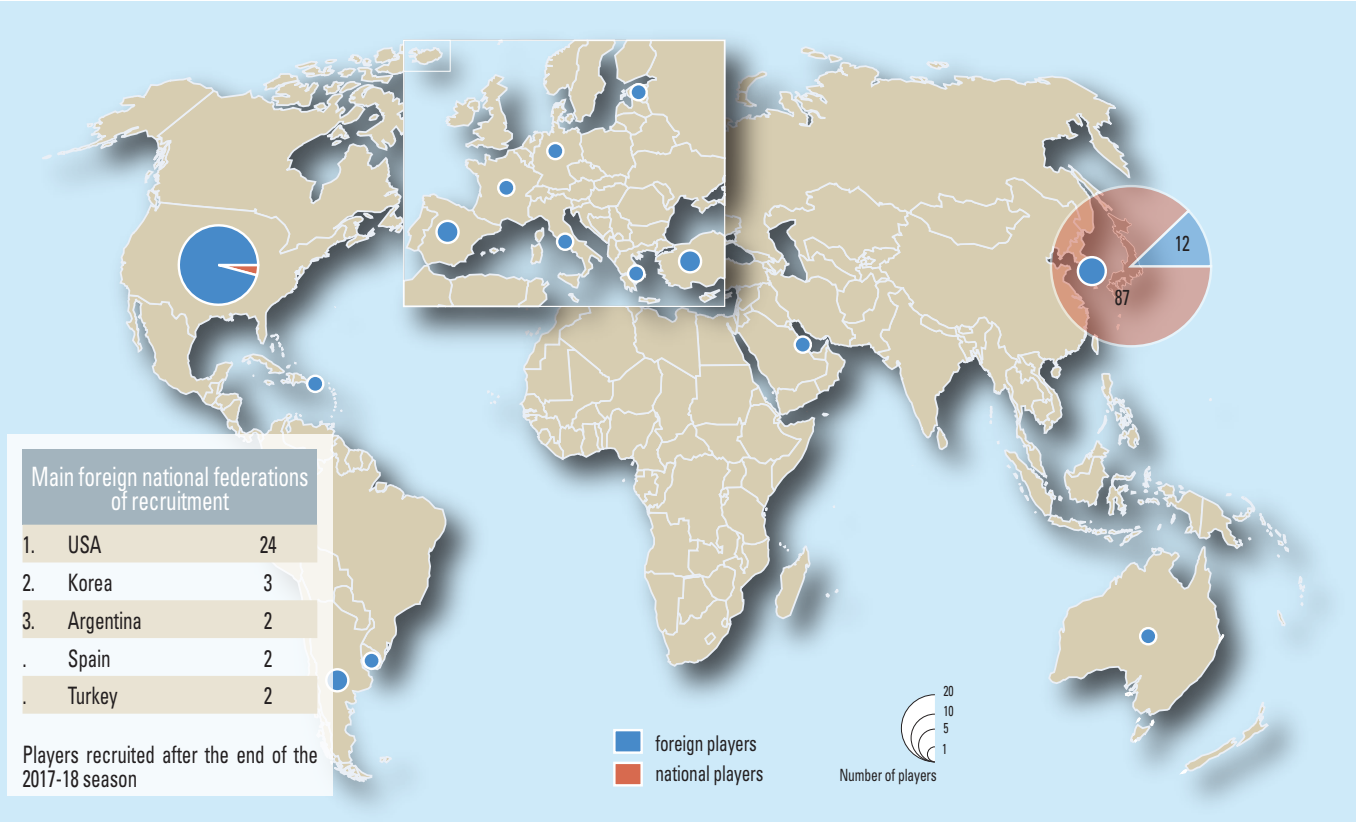 12
87
Main foreign national federations
of recruitment
1. USA 24
2. Korea 3
3. Argentina 2
. Spain 2
. Turkey 2
Players recruited after the end of the
2017-18 season
foreign players
national players
20
10
5
1
Number of players